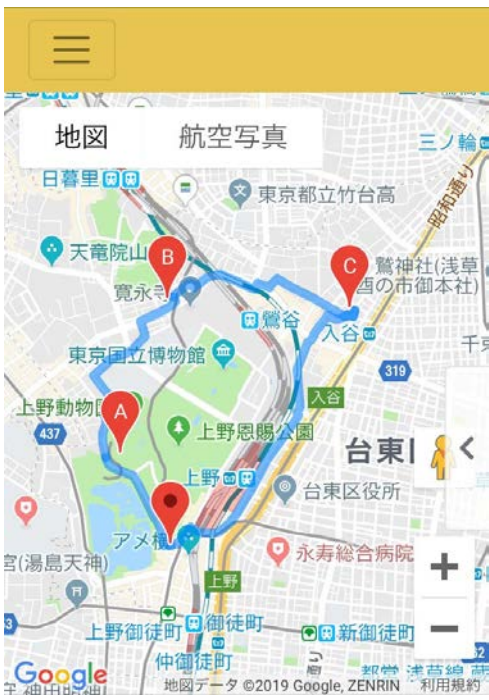 地図
航空写真
三ノ輪
日暮里
東京都立竹台高
昭和通り
天竜院山
B
C
鷲神社(浅草
酉の市御本社)
寛永寺
鶯谷
入谷
東京国立博物館
千束
319
上野動物
A
入谷
437
上野恩賜公園
台東
上野
台東区役所
アメ横
宮(湯島天神)
永寿総合病院
上野
+
−
上野御徒町
御徒町
新御徒町
仲御徒町
Google
地図データ ©2019 Google, ZENRIN
利用規約